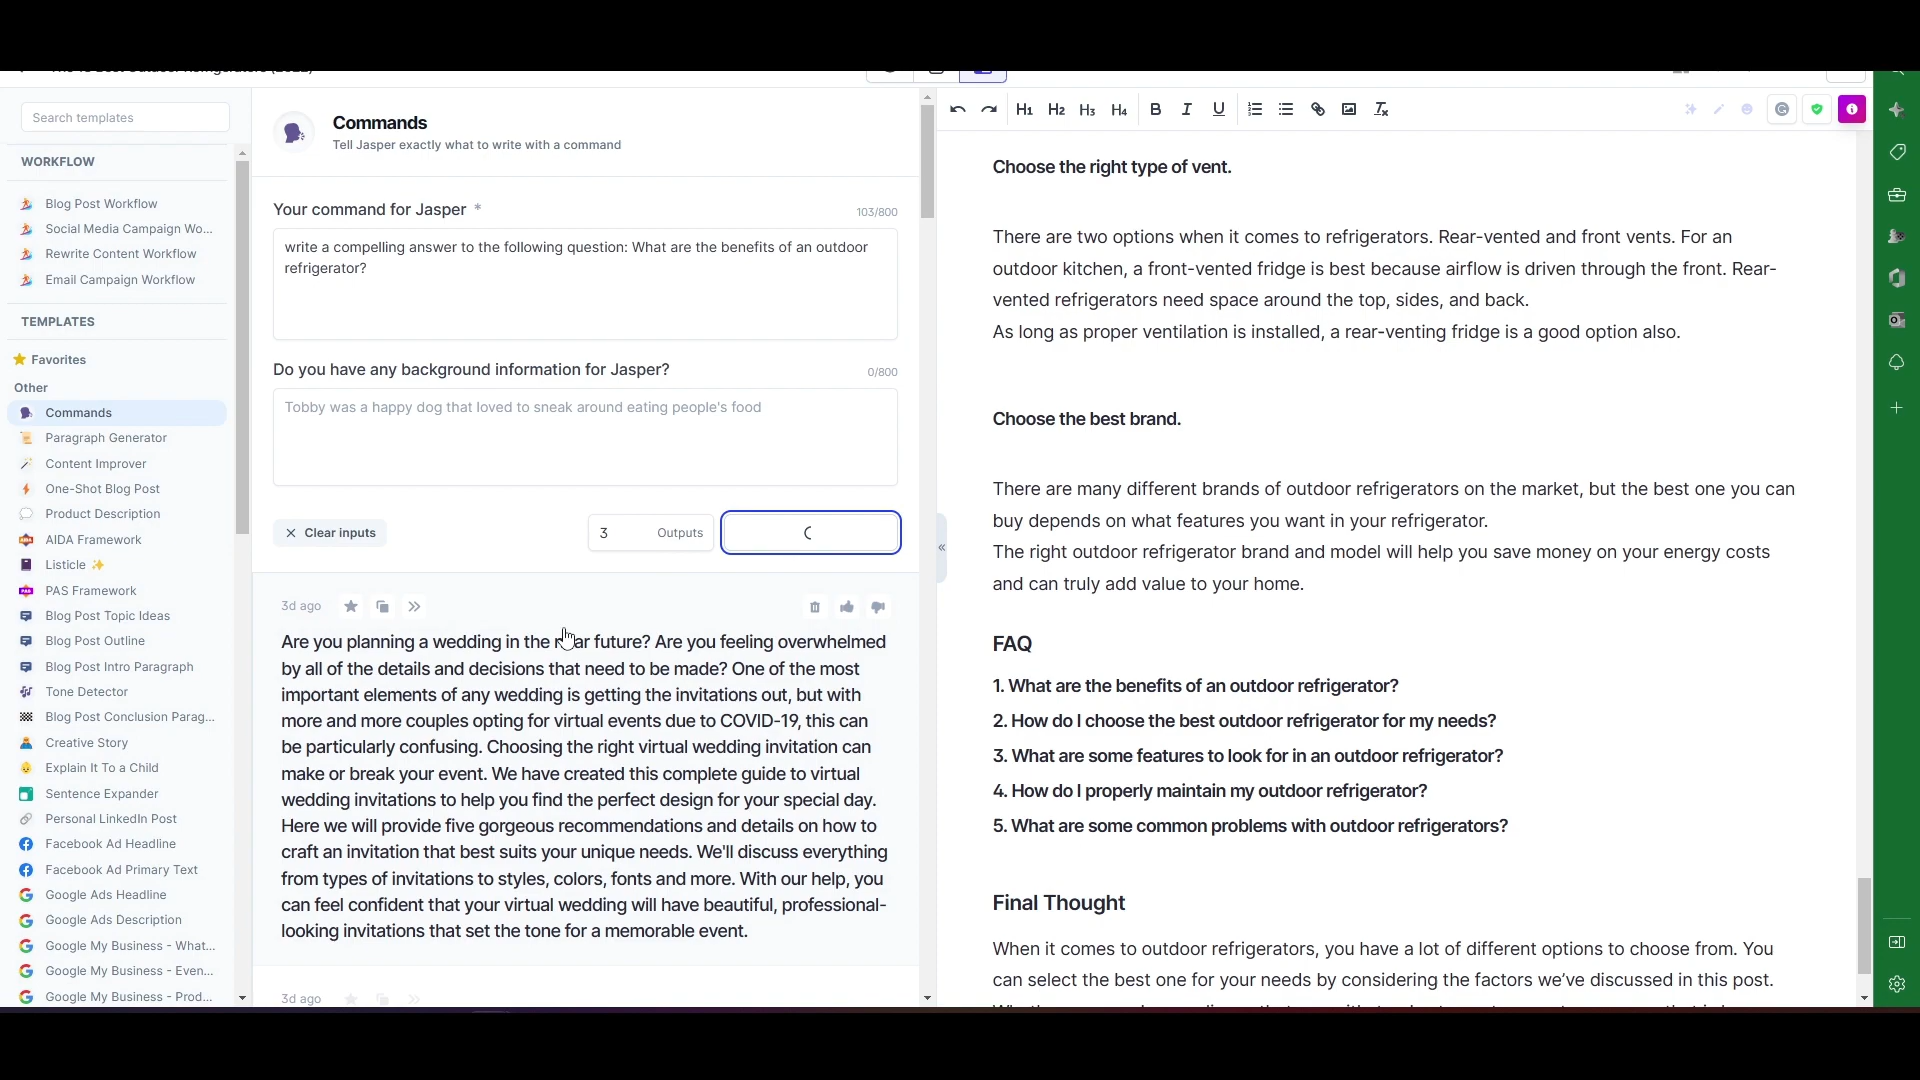 Search templates
WORKFLOW
Blog Post Workflow
Social Media Campaign Wo...
Rewrite Content Workflow
Email Campaign Workflow
TEMPLATES
Favorites
Other
Commands
Paragraph Generator
Content Improver
One-Shot Blog Post
Product Description
AIDA Framework
Listicle ✨
PAS Framework
Blog Post Topic Ideas
Blog Post Outline
Blog Post Intro Paragraph
Tone Detector
Blog Post Conclusion Parag...
Creative Story
Explain It To a Child
Sentence Expander
Personal LinkedIn Post
Facebook Ad Headline
Facebook Ad Primary Text
Google Ads Headline
Google Ads Description
Google My Business - What...
Google My Business - Even...
Google My Business - Prod...
Commands
Tell Jasper exactly what to write with a command
Your command for Jasper *
103/800
write a compelling answer to the following question: What are the benefits of an outdoor
refrigerator?
Do you have any background information for Jasper?
0/800
Tobby was a happy dog that loved to sneak around eating people's food
Clear inputs
3 Outputs
3d ago
Are you planning a wedding in the near future? Are you feeling overwhelmed
by all of the details and decisions that need to be made? One of the most
important elements of any wedding is getting the invitations out, but with
more and more couples opting for virtual events due to COVID-19, this can
be particularly confusing. Choosing the right virtual wedding invitation can
make or break your event. We have created this complete guide to virtual
wedding invitations to help you find the perfect design for your special day.
Here we will provide five gorgeous recommendations and details on how to
craft an invitation that best suits your unique needs. We'll discuss everything
from types of invitations to styles, colors, fonts and more. With our help, you
can feel confident that your virtual wedding will have beautiful, professional-
looking invitations that set the tone for a memorable event.
3d ago
H1 H2 H3 H4 B I U
Choose the right type of vent.
There are two options when it comes to refrigerators. Rear-vented and front vents. For an
outdoor kitchen, a front-vented fridge is best because airflow is driven through the front. Rear-
vented refrigerators need space around the top, sides, and back.
As long as proper ventilation is installed, a rear-venting fridge is a good option also.
Choose the best brand.
There are many different brands of outdoor refrigerators on the market, but the best one you can
buy depends on what features you want in your refrigerator.
The right outdoor refrigerator brand and model will help you save money on your energy costs
and can truly add value to your home.
FAQ
1. What are the benefits of an outdoor refrigerator?
2. How do I choose the best outdoor refrigerator for my needs?
3. What are some features to look for in an outdoor refrigerator?
4. How do I properly maintain my outdoor refrigerator?
5. What are some common problems with outdoor refrigerators?
Final Thought
When it comes to outdoor refrigerators, you have a lot of different options to choose from. You
can select the best one for your needs by considering the factors we've discussed in this post.